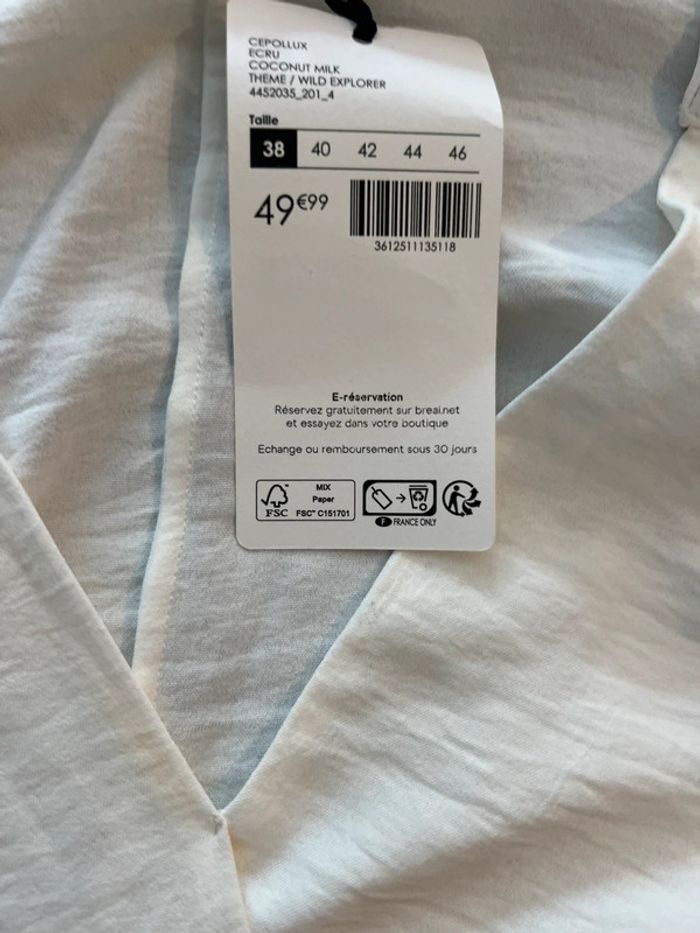 CEPOLLUX
ECRU
COCONUT MILK
THEME / WILD EXPLORER
4452035_201_4
Taille
38 40 42 44 46
49€99
3612511135118
E-réservation
Réservez gratuitement sur breal.net
et essayez dans votre boutique
Echange ou remboursement sous 30 jours
MIX
Paper
FSC FSC™ C151701
F FRANCE ONLY